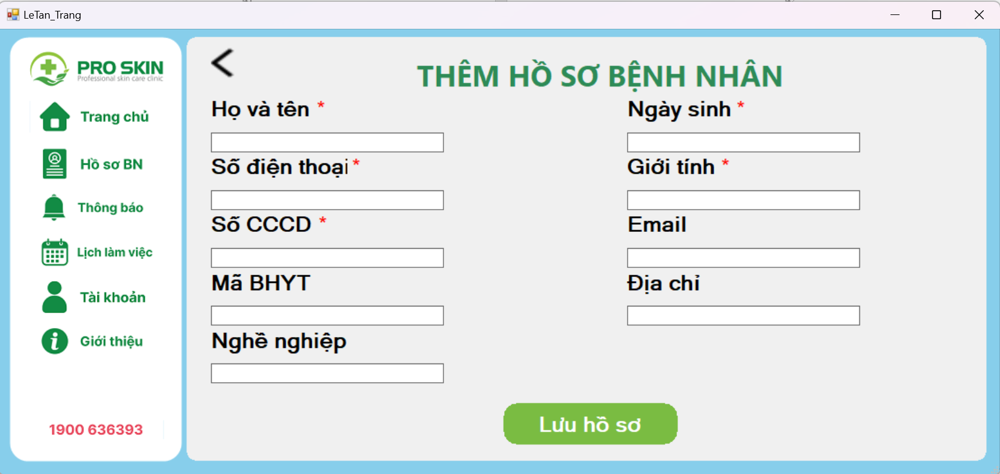 LeTan_Trang
PRO SKIN
Professional skin care clinic
Trang chủ
Hồ sơ BN
Thông báo
Lịch làm việc
Tài khoản
Giới thiệu
1900 636393
THÊM HỒ SƠ BỆNH NHÂN
Họ và tên *
Ngày sinh *
Số điện thoại *
Giới tính *
Số CCCD *
Email
Mã BHYT
Địa chỉ
Nghề nghiệp
Lưu hồ sơ